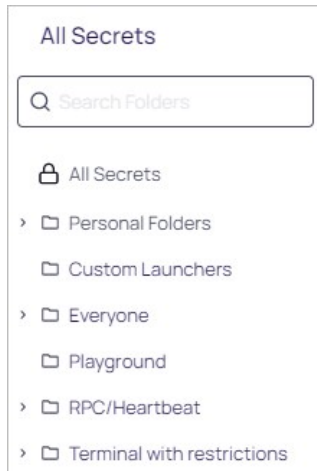 All Secrets
Search Folders
All Secrets
Personal Folders
Custom Launchers
Everyone
Playground
RPC/Heartbeat
Terminal with restrictions